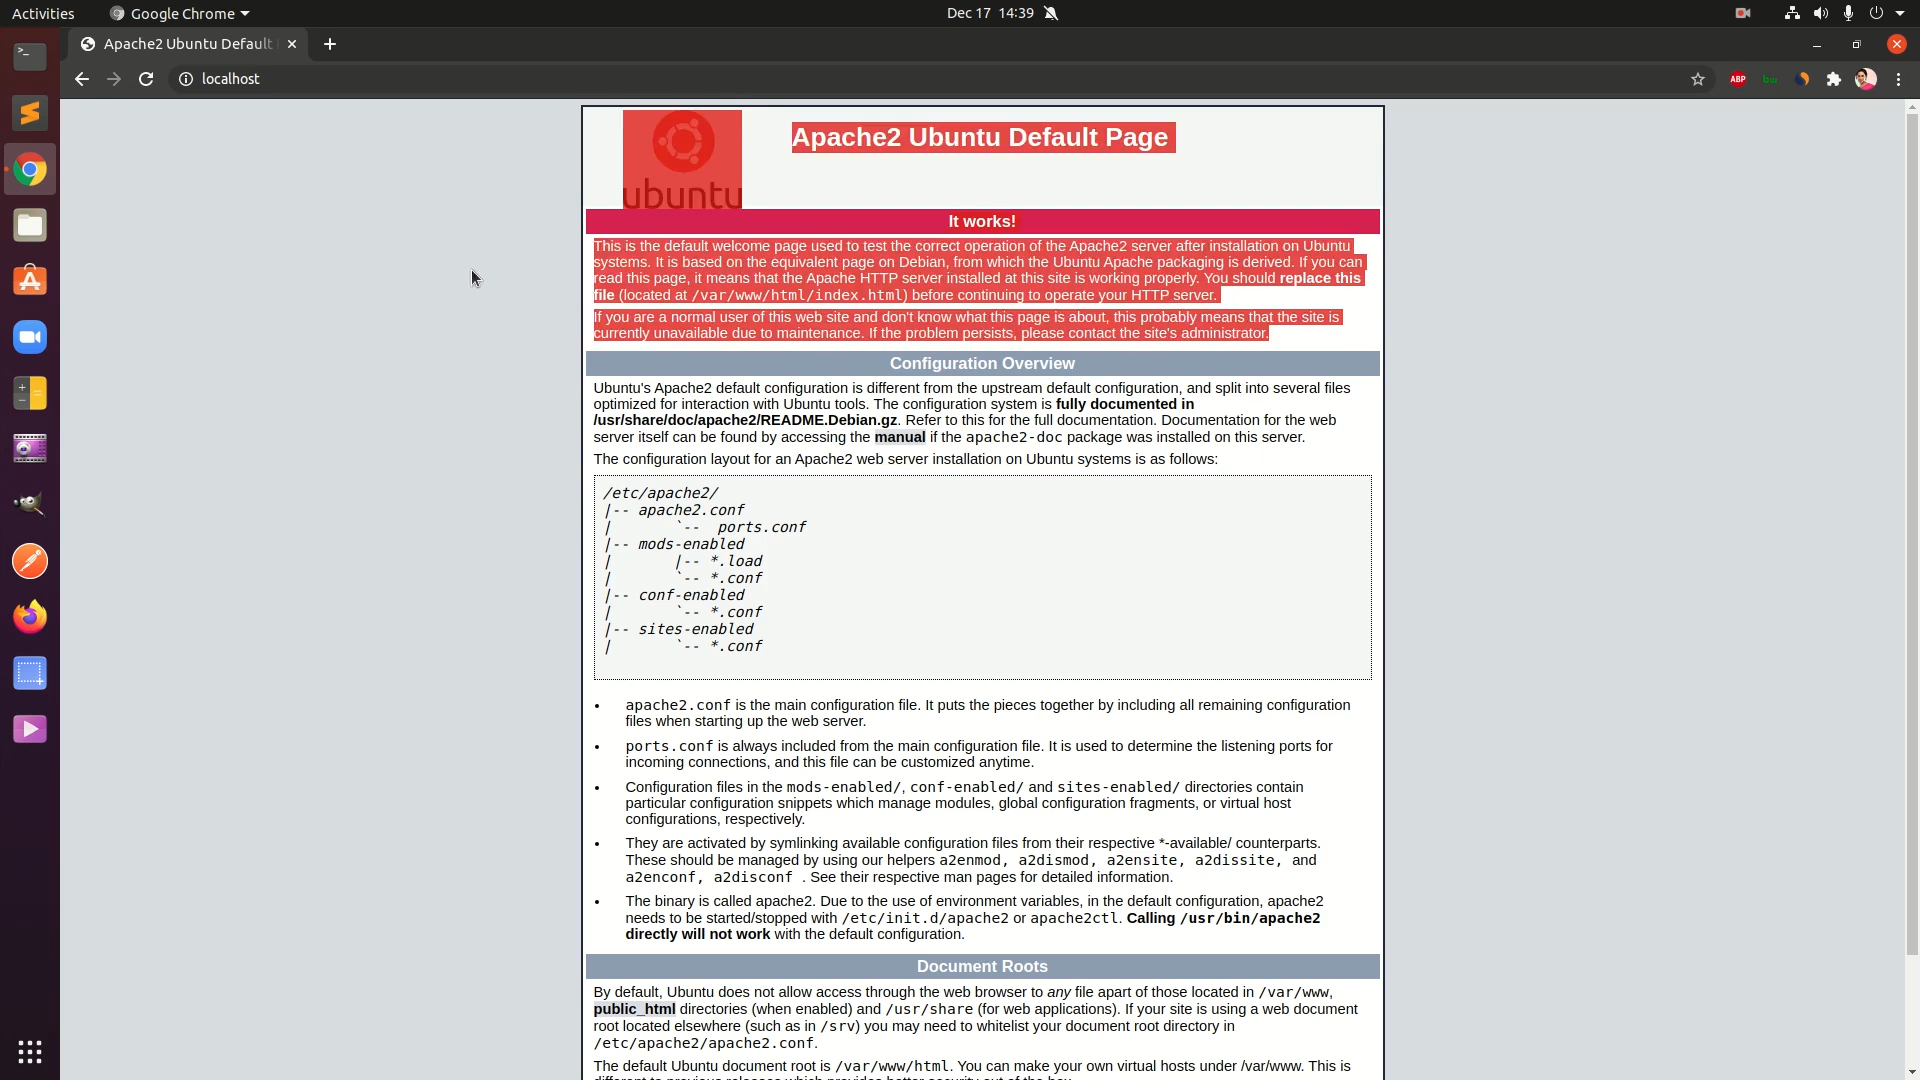 Activities Google Chrome Dec 17 14:39
Apache2 Ubuntu Default
localhost
ABP
ubuntu
Apache2 Ubuntu Default Page
It works!
This is the default welcome page used to test the correct operation of the Apache2 server after installation on Ubuntu
systems. It is based on the equivalent page on Debian, from which the Ubuntu Apache packaging is derived. If you can
read this page, it means that the Apache HTTP server installed at this site is working properly. You should replace this
file (located at /var/www/html/index.html) before continuing to operate your HTTP server.
If you are a normal user of this web site and don't know what this page is about, this probably means that the site is
currently unavailable due to maintenance. If the problem persists, please contact the site's administrator.
Configuration Overview
Ubuntu's Apache2 default configuration is different from the upstream default configuration, and split into several files
optimized for interaction with Ubuntu tools. The configuration system is fully documented in
/usr/share/doc/apache2/README.Debian.gz. Refer to this for the full documentation. Documentation for the web
server itself can be found by accessing the manual if the apache2-doc package was installed on this server.
The configuration layout for an Apache2 web server installation on Ubuntu systems is as follows:
/etc/apache2/
|-- apache2.conf
|       `--  ports.conf
|-- mods-enabled
|       |-- *.load
|       `-- *.conf
|-- conf-enabled
|       `-- *.conf
|-- sites-enabled
|       `-- *.conf
• apache2.conf is the main configuration file. It puts the pieces together by including all remaining configuration
files when starting up the web server.
• ports.conf is always included from the main configuration file. It is used to determine the listening ports for
incoming connections, and this file can be customized anytime.
• Configuration files in the mods-enabled/, conf-enabled/ and sites-enabled/ directories contain
particular configuration snippets which manage modules, global configuration fragments, or virtual host
configurations, respectively.
• They are activated by symlinking available configuration files from their respective *-available/ counterparts.
These should be managed by using our helpers a2enmod, a2dismod, a2ensite, a2dissite, and
a2enconf, a2disconf . See their respective man pages for detailed information.
• The binary is called apache2. Due to the use of environment variables, in the default configuration, apache2
needs to be started/stopped with /etc/init.d/apache2 or apache2ctl. Calling /usr/bin/apache2
directly will not work with the default configuration.
Document Roots
By default, Ubuntu does not allow access through the web browser to any file apart of those located in /var/www,
public_html directories (when enabled) and /usr/share (for web applications). If your site is using a web document
root located elsewhere (such as in /srv) you may need to whitelist your document root directory in
/etc/apache2/apache2.conf.
The default Ubuntu document root is /var/www/html. You can make your own virtual hosts under /var/www. This is